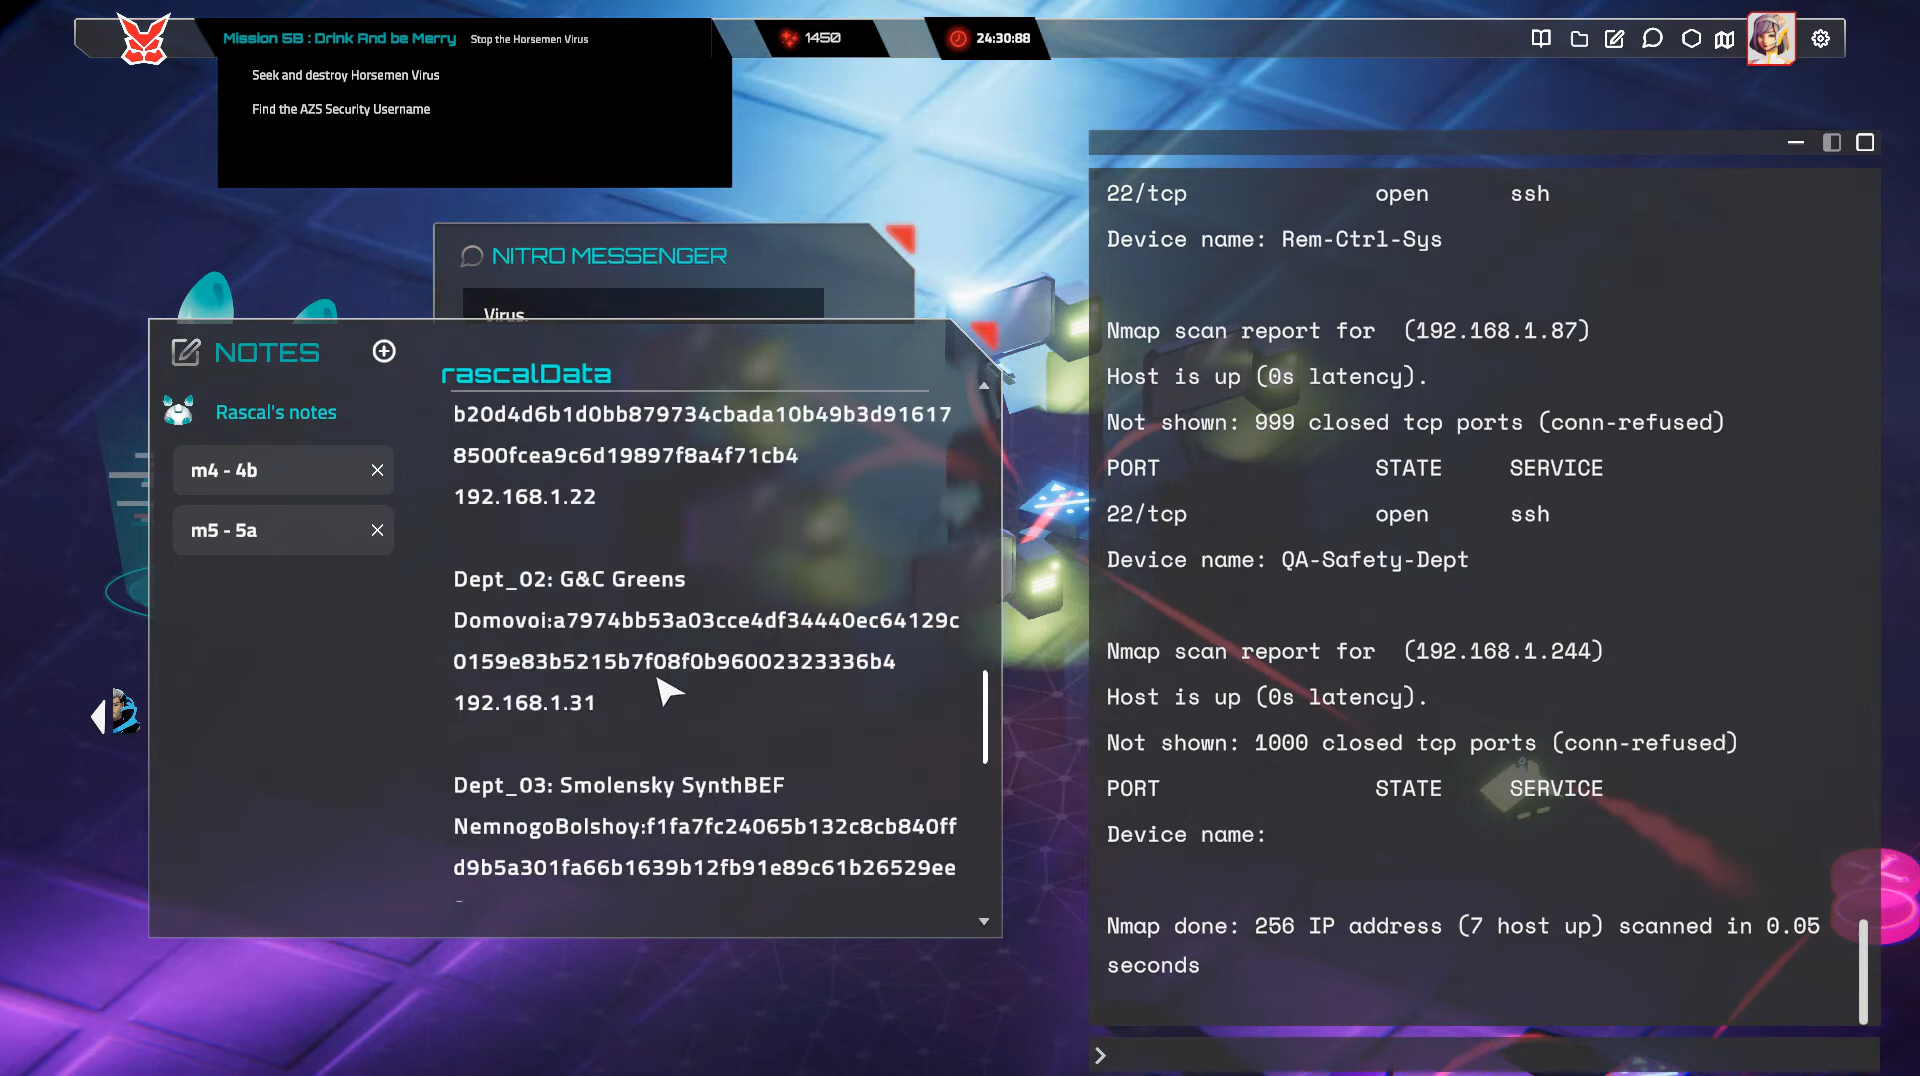 Mission 5B : Drink And be Merry Stop the Horsemen Virus
1450
24:30:88
Seek and destroy Horsemen Virus
Find the AZS Security Username
NITRO MESSENGER
Virus.
NOTES
Rascal's notes
m4 - 4b
m5 - 5a
rascalData
b20d4d6b1d0bb879734cbada10b49b3d91617
8500fcea9c6d19897f8a4f71cb4
192.168.1.22
Dept_02: G&C Greens
Domovoi:a7974bb53a03cce4df34440ec64129c
0159e83b5215b7f08f0b96002323336b4
192.168.1.31
Dept_03: Smolensky SynthBEF
NemnogoBolshoy:f1fa7fc24065b132c8cb840ff
d9b5a301fa66b1639b12fb91e89c61b26529ee
22/tcp open ssh
Device name: Rem-Ctrl-Sys
Nmap scan report for (192.168.1.87)
Host is up (0s latency).
Not shown: 999 closed tcp ports (conn-refused)
PORT STATE SERVICE
22/tcp open ssh
Device name: QA-Safety-Dept
Nmap scan report for (192.168.1.244)
Host is up (0s latency).
Not shown: 1000 closed tcp ports (conn-refused)
PORT STATE SERVICE
Device name:
Nmap done: 256 IP address (7 host up) scanned in 0.05
seconds
>